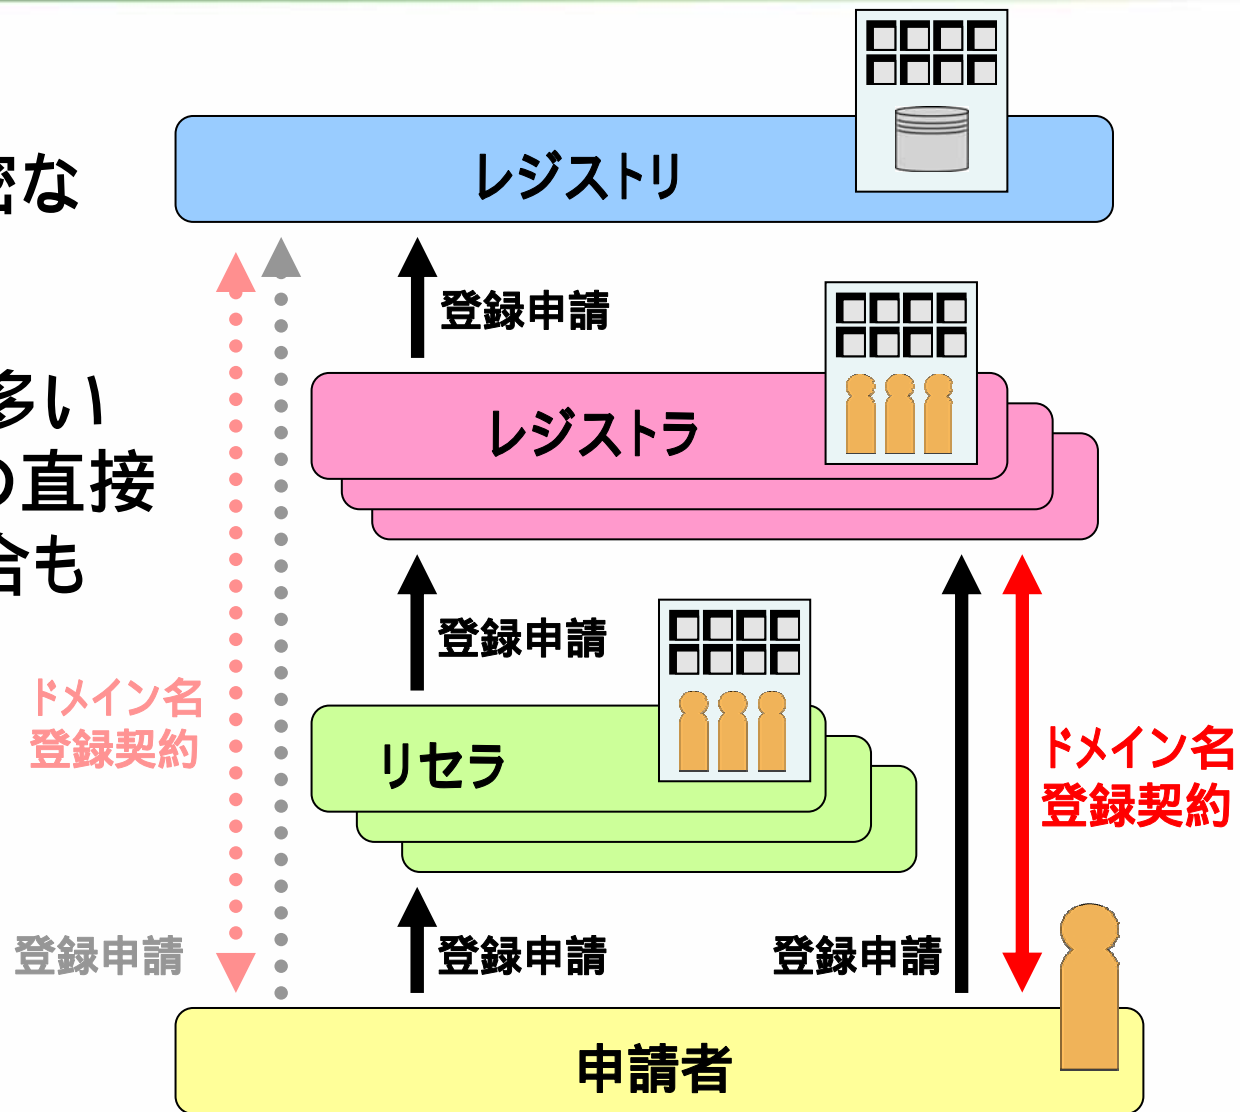 レジストリ
密な
登録申請
多い
レジストラ
の直接
合も
登録申請
ドメイン名
登録契約
リセラ
ドメイン名
登録契約
登録申請
登録申請
登録申請
申請者